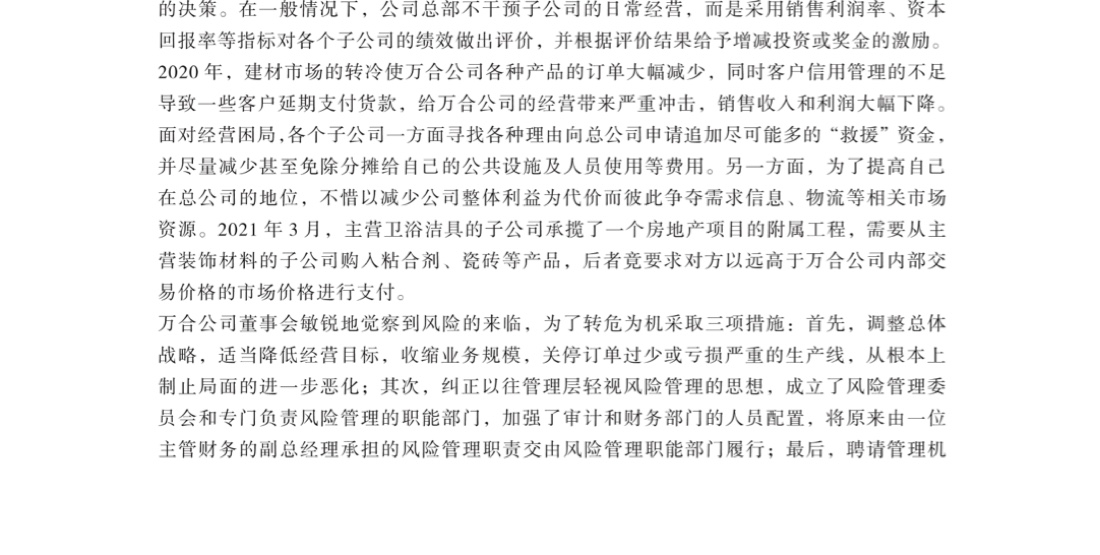 的决策。在一般情况下，公司总部不干预子公司的日常经营，而是采用销售利润率、资本
回报率等指标对各个子公司的绩效做出评价，并根据评价结果给予增减投资或奖金的激励。
2020 年，建材市场的转冷使万合公司各种产品的订单大幅减少，同时客户信用管理的不足
导致一些客户延期支付货款，给万合公司的经营带来严重冲击，销售收入和利润大幅下降。
面对经营困局，各个子公司一方面寻找各种理由向总公司申请追加尽可能多的“救援”资金，
并尽量减少甚至免除分摊给自己的公共设施及人员使用等费用。另一方面，为了提高自己
在总公司的地位，不惜以减少公司整体利益为代价而彼此争夺需求信息、物流等相关市场
资源。2021 年 3 月，主营卫浴洁具的子公司承揽了一个房地产项目的附属工程，需要从主
营装饰材料的子公司购入粘合剂、瓷砖等产品，后者竟要求对方以远高于万合公司内部交
易价格的市场价格进行支付。
万合公司董事会敏锐地觉察到风险的来临，为了转危为机采取三项措施：首先，调整总体
战略，适当降低经营目标，收缩业务规模，关停订单过少或亏损严重的生产线，从根本上
制止局面的进一步恶化；其次，纠正以往管理层轻视风险管理的思想，成立了风险管理委
员会和专门负责风险管理的职能部门，加强了审计和财务部门的人员配置，将原来由一位
主管财务的副总经理承担的风险管理职责交由风险管理职能部门履行；最后，聘请管理机